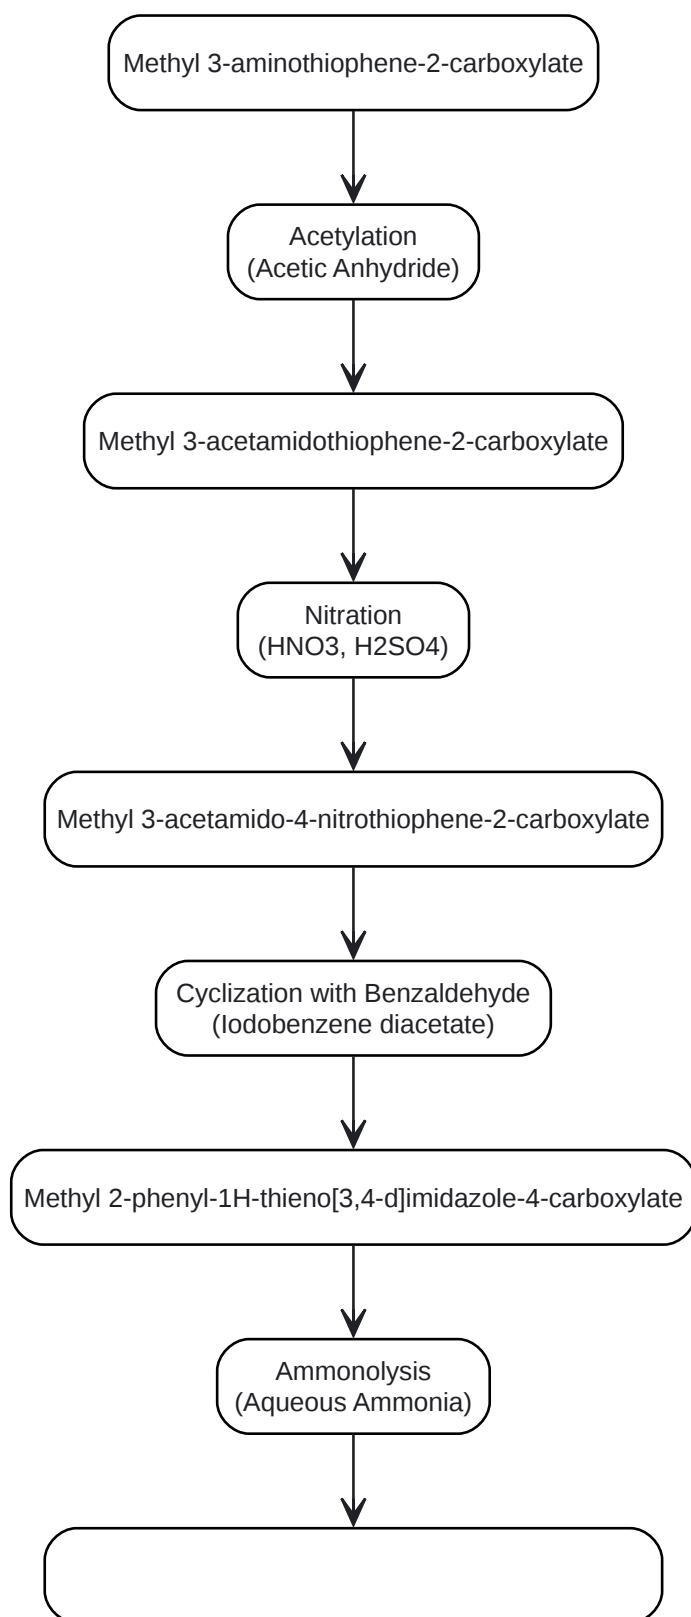 Methyl 3-aminothiophene-2-carboxylate
Acetylation
(Acetic Anhydride)
Methyl 3-acetamidothiophene-2-carboxylate
Nitration
(HNO3, H2SO4)
Methyl 3-acetamido-4-nitrothiophene-2-carboxylate
Cyclization with Benzaldehyde
(Iodobenzene diacetate)
Methyl 2-phenyl-1H-thieno[3,4-d]imidazole-4-carboxylate
Ammonolysis
(Aqueous Ammonia)